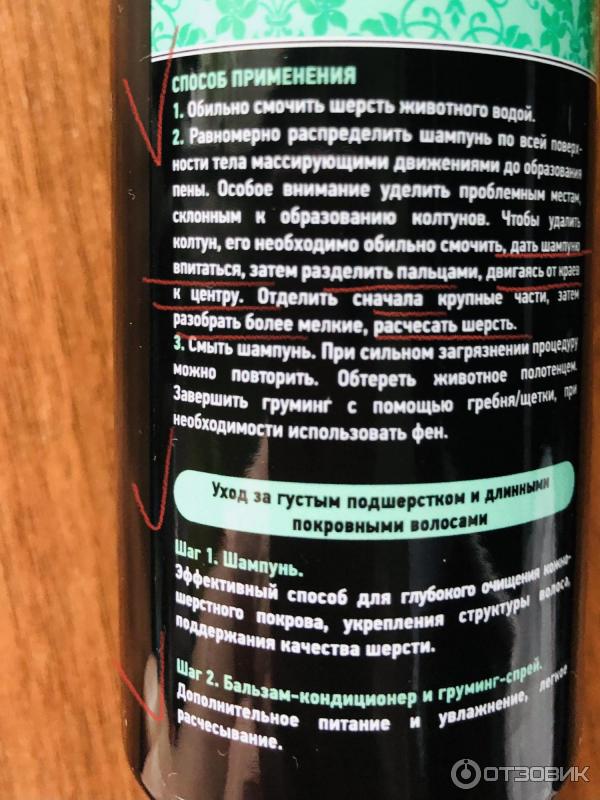 СПОСОБ ПРИМЕНЕНИЯ
1. Обильно смочить шерсть животного водой.
2. Равномерно распределить шампунь по всей поверх-
ности тела массирующими движениями до образования
пены. Особое внимание уделить проблемным местам,
склонным к образованию колтунов. Чтобы удалить
колтун, его необходимо обильно смочить, дать шампуню
впитаться, затем разделить пальцами, двигаясь от краев
к центру. Отделить сначала крупные части, затем
разобрать более мелкие, расчесать шерсть.
3. Смыть шампунь. При сильном загрязнении процедуру
можно повторить. Обтереть животное полотенцем.
Завершить груминг с помощью гребня/щетки, при
необходимости использовать фен.
Уход за густым подшерстком и длинными
покровными волосами
Шаг 1. Шампунь.
Эффективный способ для глубокого очищения кожно-
шерстного покрова, укрепления структуры волоса,
поддержания качества шерсти.
Шаг 2. Бальзам-кондиционер и груминг-спрей.
Дополнительное питание и увлажнение, легкое
расчесывание.
ОТЗОВИК